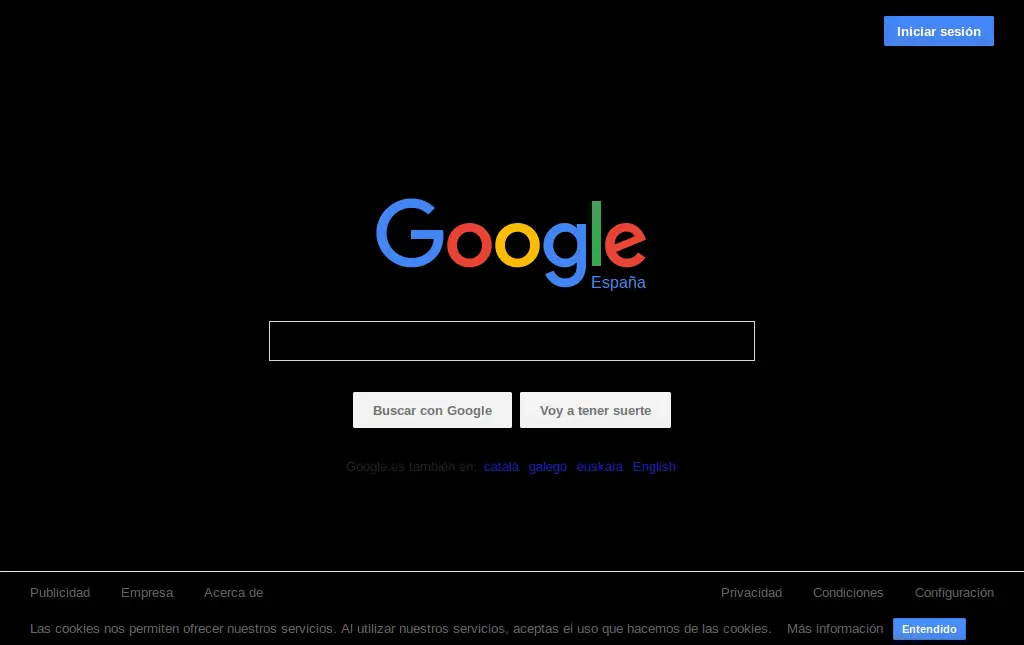 Iniciar sesión
Google
España
Buscar con Google Voy a tener suerte
Google.es también en: català galego euskara English
Publicidad Empresa Acerca de Privacidad Condiciones Configuración
Las cookies nos permiten ofrecer nuestros servicios. Al utilizar nuestros servicios, aceptas el uso que hacemos de las cookies. Más información Entendido